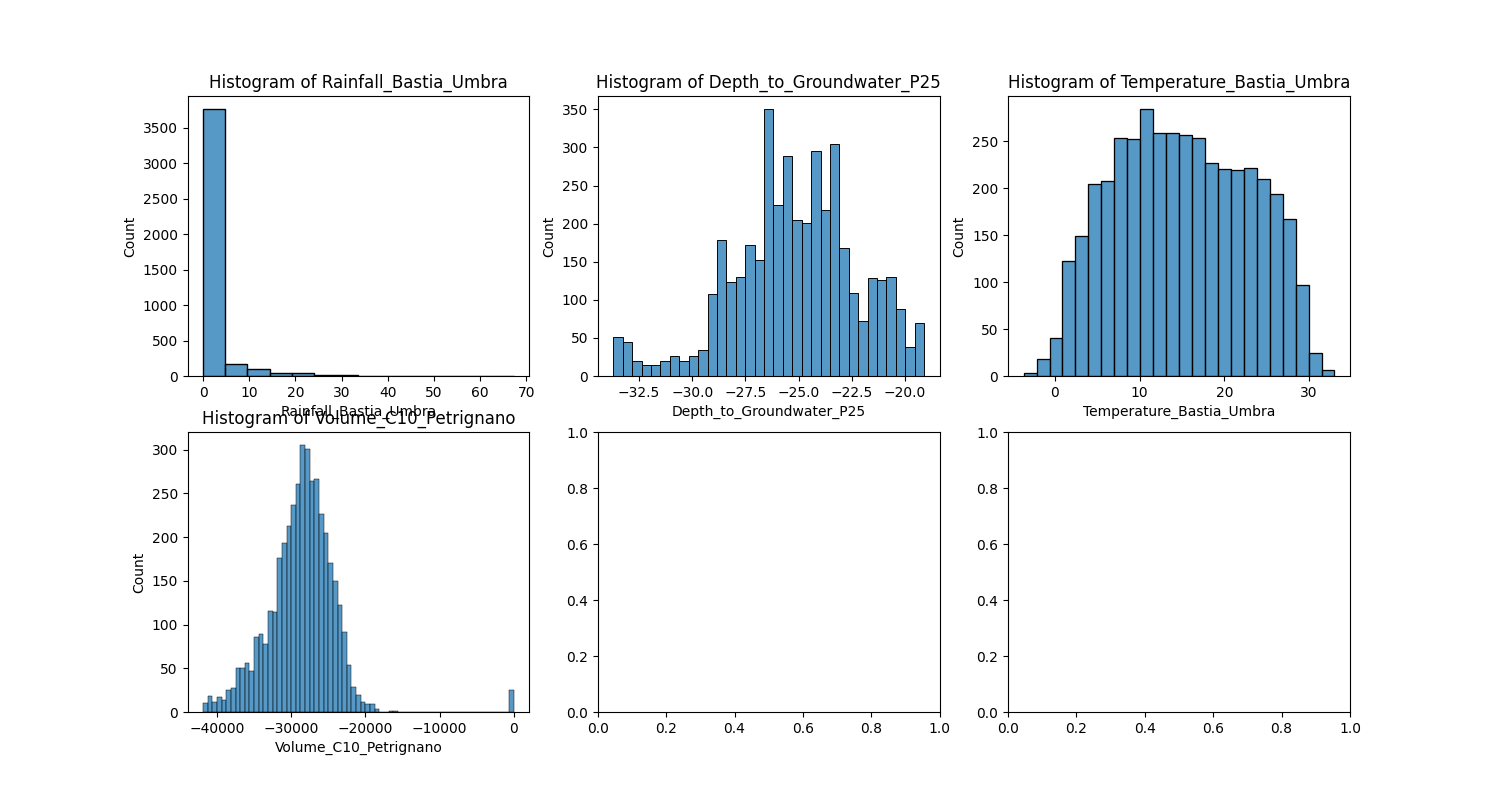 Histogram of Rainfall_Bastia_Umbra
Count
3500
3000
2500
2000
1500
1000
500
0
0 10 20 30 40 50 60 70
Rainfall_Bastia_Umbra
Histogram of Depth_to_Groundwater_P25
Count
350
300
250
200
150
100
50
0
−32.5 −30.0 −27.5 −25.0 −22.5 −20.0
Depth_to_Groundwater_P25
Histogram of Temperature_Bastia_Umbra
Count
250
200
150
100
50
0
0 10 20 30
Temperature_Bastia_Umbra
Histogram of Volume_C10_Petrignano
Count
300
250
200
150
100
50
0
−40000 −30000 −20000 −10000 0
Volume_C10_Petrignano
1.0
0.8
0.6
0.4
0.2
0.0
0.0 0.2 0.4 0.6 0.8 1.0
1.0
0.8
0.6
0.4
0.2
0.0
0.0 0.2 0.4 0.6 0.8 1.0